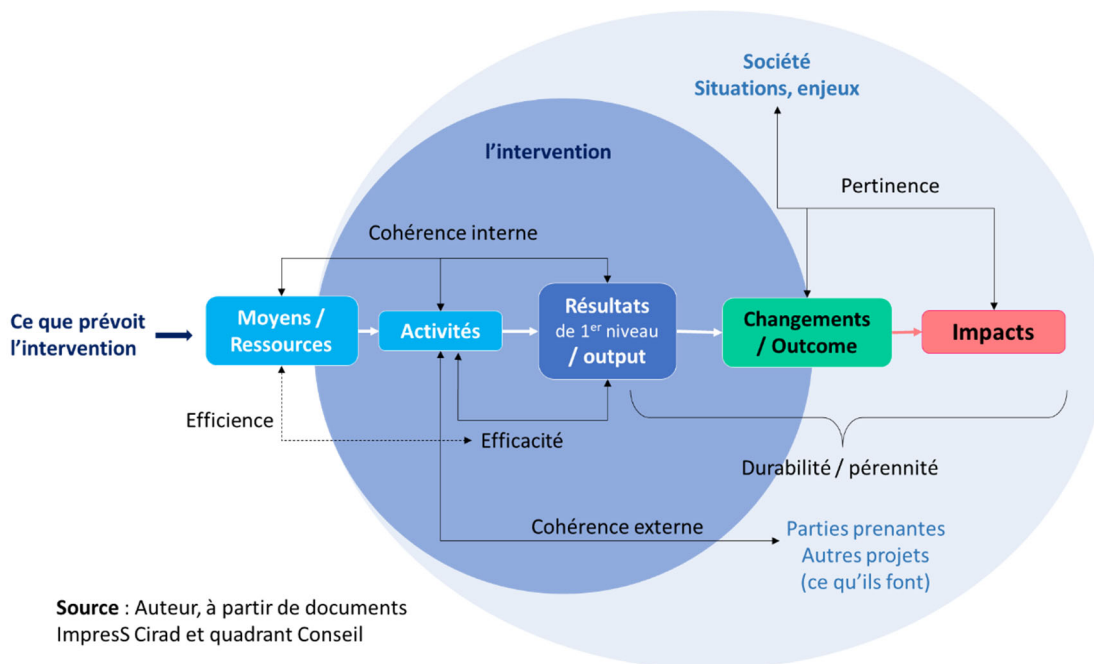 Société
Situations, enjeux
l'intervention
Pertinence
Cohérence interne
Ce que prévoit
l'intervention
Moyens /
Ressources
Activités
Résultats
de 1er niveau
/ output
Changements
/ Outcome
Impacts
Efficience
Efficacité
Durabilité / pérennité
Cohérence externe
Parties prenantes
Autres projets
(ce qu'ils font)
Source : Auteur, à partir de documents
ImpresS Cirad et quadrant Conseil